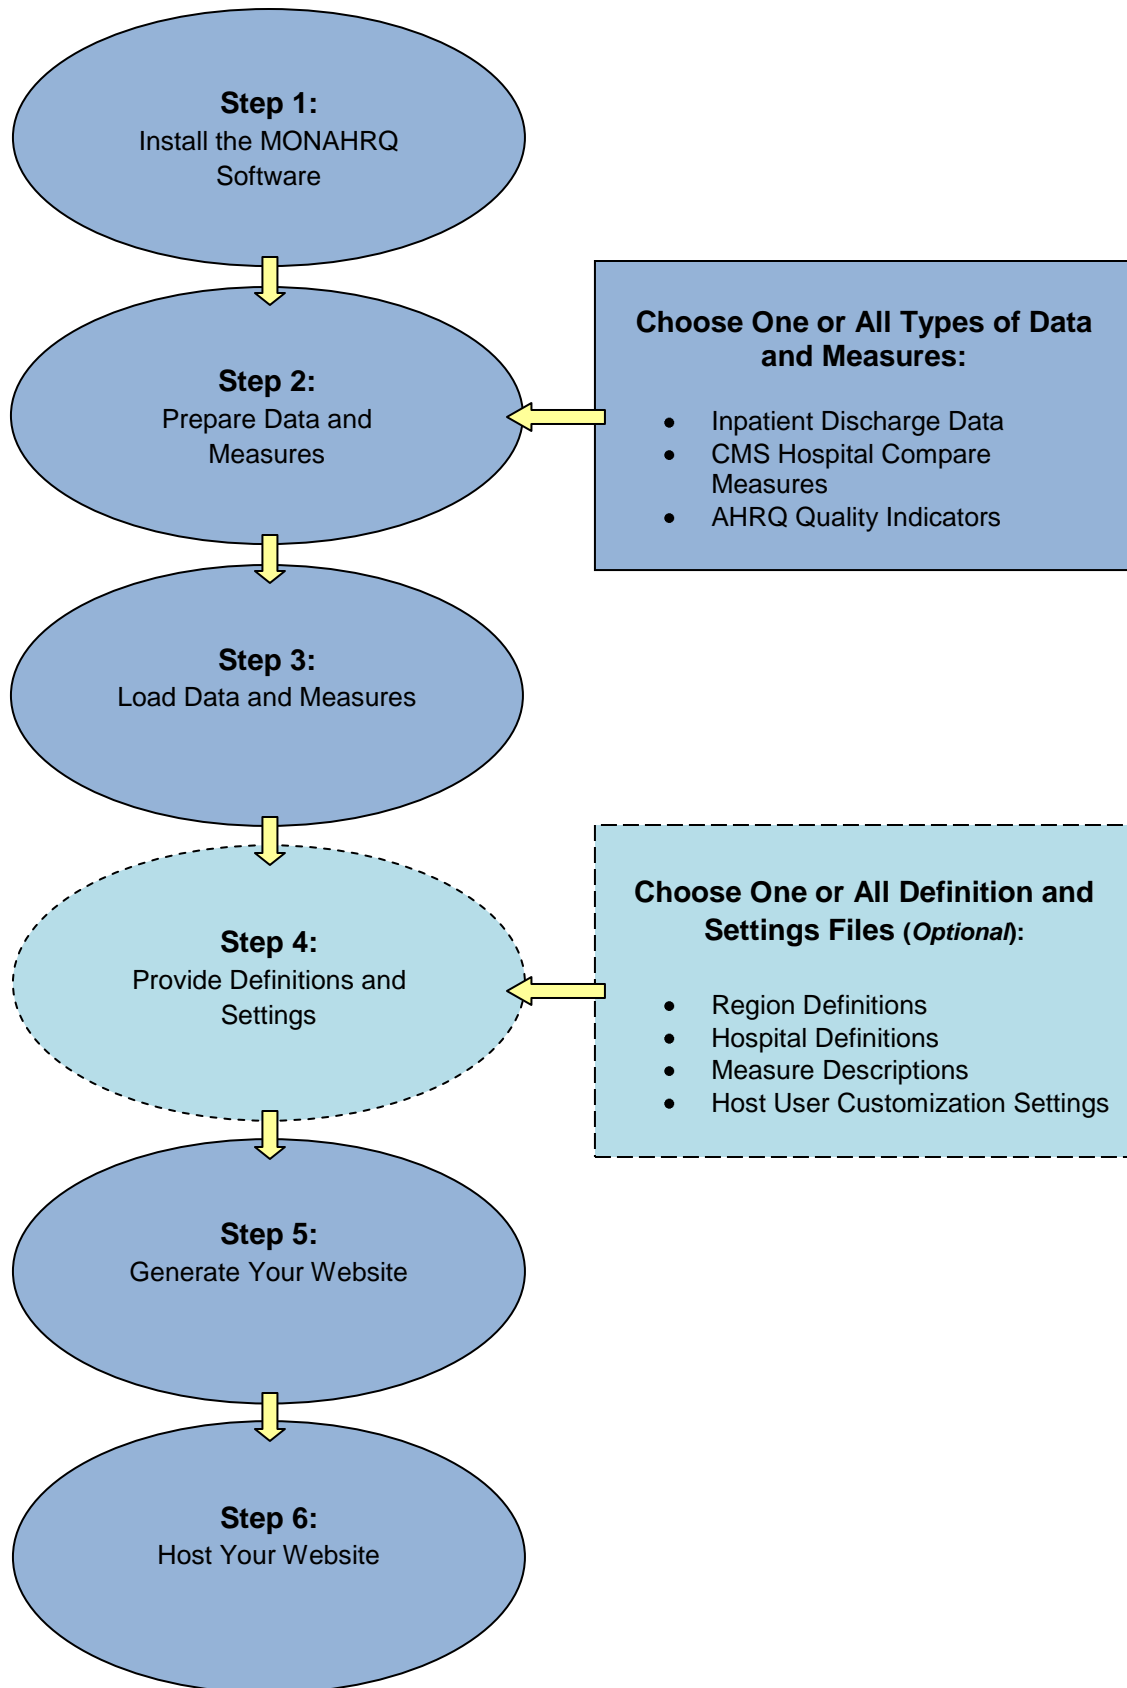 Step 1:
Install the MONAHRQ
Software
Step 2:
Prepare Data and
Measures
Choose One or All Types of Data
and Measures:
• Inpatient Discharge Data
• CMS Hospital Compare
Measures
• AHRQ Quality Indicators
Step 3:
Load Data and Measures
Step 4:
Provide Definitions and
Settings
Choose One or All Definition and
Settings Files (Optional):
• Region Definitions
• Hospital Definitions
• Measure Descriptions
• Host User Customization Settings
Step 5:
Generate Your Website
Step 6:
Host Your Website